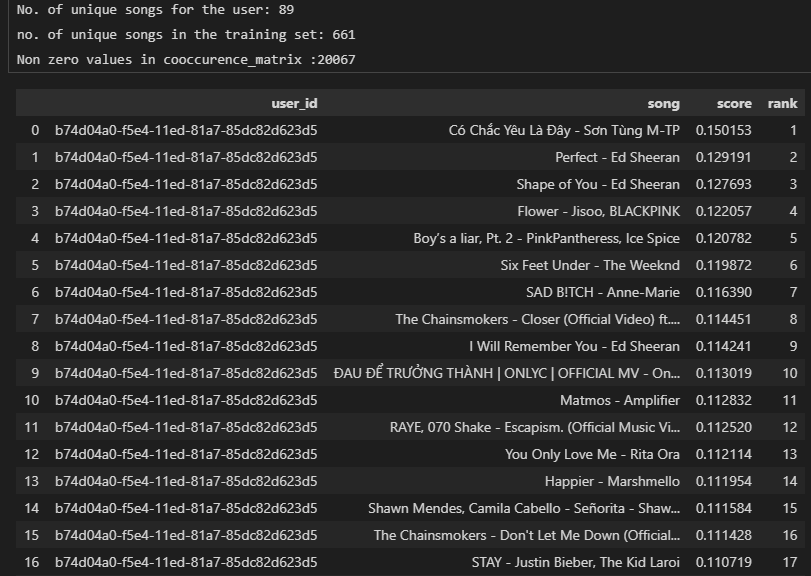 No. of unique songs for the user: 89
no. of unique songs in the training set: 661
Non zero values in cooccurence_matrix :20067
user_id song score rank
0 b74d04a0-f5e4-11ed-81a7-85dc82d623d5 Có Chắc Yêu Là Đây - Sơn Tùng M-TP 0.150153 1
1 b74d04a0-f5e4-11ed-81a7-85dc82d623d5 Perfect - Ed Sheeran 0.129191 2
2 b74d04a0-f5e4-11ed-81a7-85dc82d623d5 Shape of You - Ed Sheeran 0.127693 3
3 b74d04a0-f5e4-11ed-81a7-85dc82d623d5 Flower - Jisoo, BLACKPINK 0.122057 4
4 b74d04a0-f5e4-11ed-81a7-85dc82d623d5 Boy’s a liar, Pt. 2 - PinkPantheress, Ice Spice 0.120782 5
5 b74d04a0-f5e4-11ed-81a7-85dc82d623d5 Six Feet Under - The Weeknd 0.119872 6
6 b74d04a0-f5e4-11ed-81a7-85dc82d623d5 SAD B!TCH - Anne-Marie 0.116390 7
7 b74d04a0-f5e4-11ed-81a7-85dc82d623d5 The Chainsmokers - Closer (Official Video) ft.... 0.114451 8
8 b74d04a0-f5e4-11ed-81a7-85dc82d623d5 I Will Remember You - Ed Sheeran 0.114241 9
9 b74d04a0-f5e4-11ed-81a7-85dc82d623d5 ĐAU ĐỂ TRƯỞNG THÀNH | ONLYC | OFFICIAL MV - On... 0.113019 10
10 b74d04a0-f5e4-11ed-81a7-85dc82d623d5 Matmos - Amplifier 0.112832 11
11 b74d04a0-f5e4-11ed-81a7-85dc82d623d5 RAYE, 070 Shake - Escapism. (Official Music Vi... 0.112520 12
12 b74d04a0-f5e4-11ed-81a7-85dc82d623d5 You Only Love Me - Rita Ora 0.112114 13
13 b74d04a0-f5e4-11ed-81a7-85dc82d623d5 Happier - Marshmello 0.111954 14
14 b74d04a0-f5e4-11ed-81a7-85dc82d623d5 Shawn Mendes, Camila Cabello - Señorita - Shaw... 0.111584 15
15 b74d04a0-f5e4-11ed-81a7-85dc82d623d5 The Chainsmokers - Don't Let Me Down (Official... 0.111428 16
16 b74d04a0-f5e4-11ed-81a7-85dc82d623d5 STAY - Justin Bieber, The Kid Laroi 0.110719 17